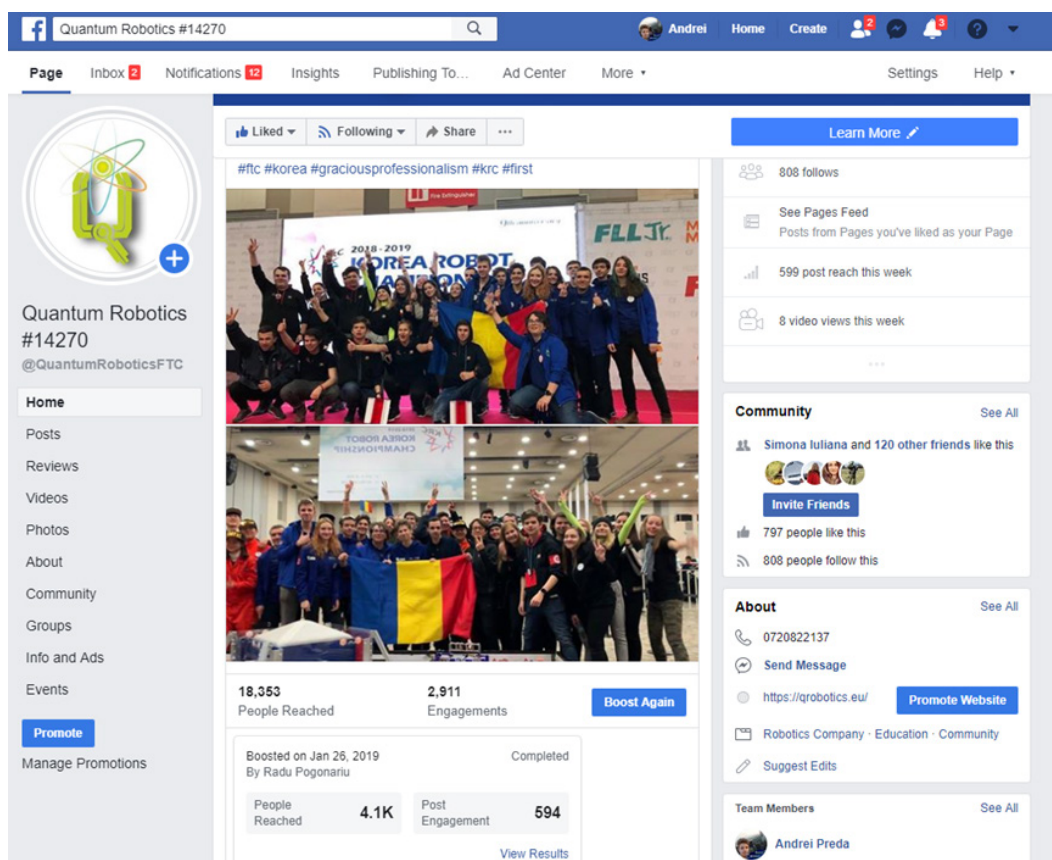 Quantum Robotics #14270
Andrei
Home
Create
2
3
Page
Inbox 2
Notifications 12
Insights
Publishing To...
Ad Center
More
Settings
Help
Liked
Following
Share
Learn More
Quantum Robotics
#14270
@QuantumRoboticsFTC
Home
Posts
Reviews
Videos
Photos
About
Community
Groups
Info and Ads
Events
Promote
Manage Promotions
#ftc #korea #graciousprofessionalism #krc #first
2018-2019
KOREA ROBOT
FLL Jr.
KOREA ROBOT
CHAMPIONSHIP
18,353
People Reached
2,911
Engagements
Boost Again
Boosted on Jan 26, 2019
By Radu Pogonariu
Completed
People
Reached
4.1K
Post
Engagement
594
View Results
808 follows
See Pages Feed
Posts from Pages you've liked as your Page
599 post reach this week
8 video views this week
Community
See All
Simona Iuliana and 120 other friends like this
Invite Friends
797 people like this
808 people follow this
About
See All
0720822137
Send Message
https://qrobotics.eu/
Promote Website
Robotics Company · Education · Community
Suggest Edits
Team Members
See All
Andrei Preda